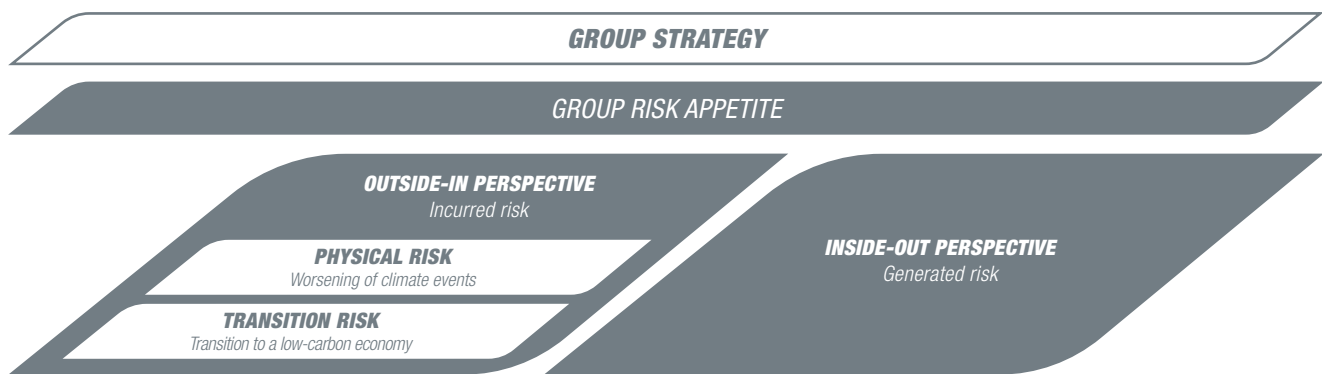 GROUP STRATEGY
GROUP RISK APPETITE
OUTSIDE-IN PERSPECTIVE
Incurred risk
PHYSICAL RISK
Worsening of climate events
TRANSITION RISK
Transition to a low-carbon economy
INSIDE-OUT PERSPECTIVE
Generated risk